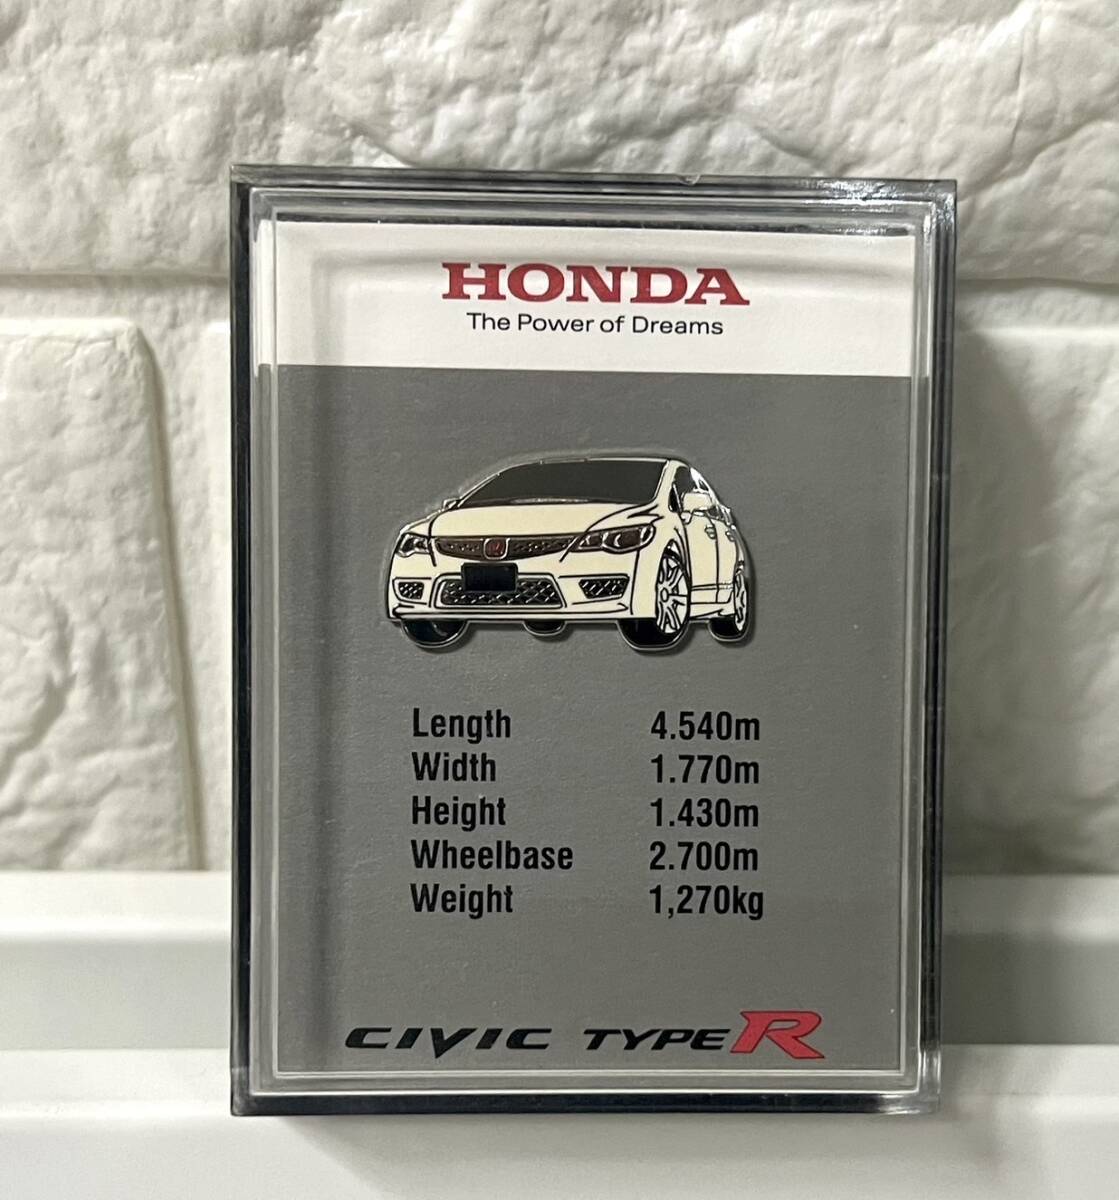 HONDA
The Power of Dreams
Length 4.540m
Width 1.770m
Height 1.430m
Wheelbase 2.700m
Weight 1,270kg
CIVIC TYPE R